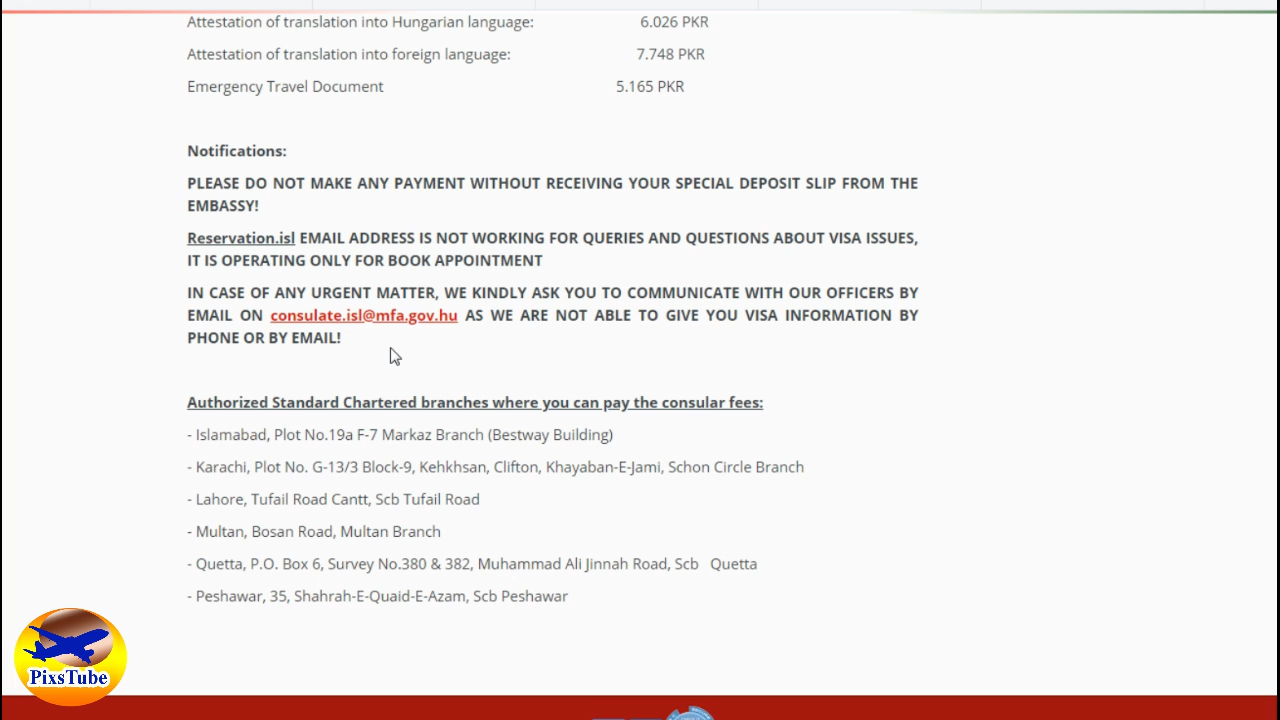 Attestation of translation into Hungarian language: 6.026 PKR
Attestation of translation into foreign language: 7.748 PKR
Emergency Travel Document 5.165 PKR
Notifications:
PLEASE DO NOT MAKE ANY PAYMENT WITHOUT RECEIVING YOUR SPECIAL DEPOSIT SLIP FROM THE
EMBASSY!
Reservation.isl EMAIL ADDRESS IS NOT WORKING FOR QUERIES AND QUESTIONS ABOUT VISA ISSUES,
IT IS OPERATING ONLY FOR BOOK APPOINTMENT
IN CASE OF ANY URGENT MATTER, WE KINDLY ASK YOU TO COMMUNICATE WITH OUR OFFICERS BY
EMAIL ON consulate.isl@mfa.gov.hu AS WE ARE NOT ABLE TO GIVE YOU VISA INFORMATION BY
PHONE OR BY EMAIL!
Authorized Standard Chartered branches where you can pay the consular fees:
- Islamabad, Plot No.19a F-7 Markaz Branch (Bestway Building)
- Karachi, Plot No. G-13/3 Block-9, Kehkhsan, Clifton, Khayaban-E-Jami, Schon Circle Branch
- Lahore, Tufail Road Cantt, Scb Tufail Road
- Multan, Bosan Road, Multan Branch
- Quetta, P.O. Box 6, Survey No.380 & 382, Muhammad Ali Jinnah Road, Scb Quetta
- Peshawar, 35, Shahrah-E-Quaid-E-Azam, Scb Peshawar
PixsTube